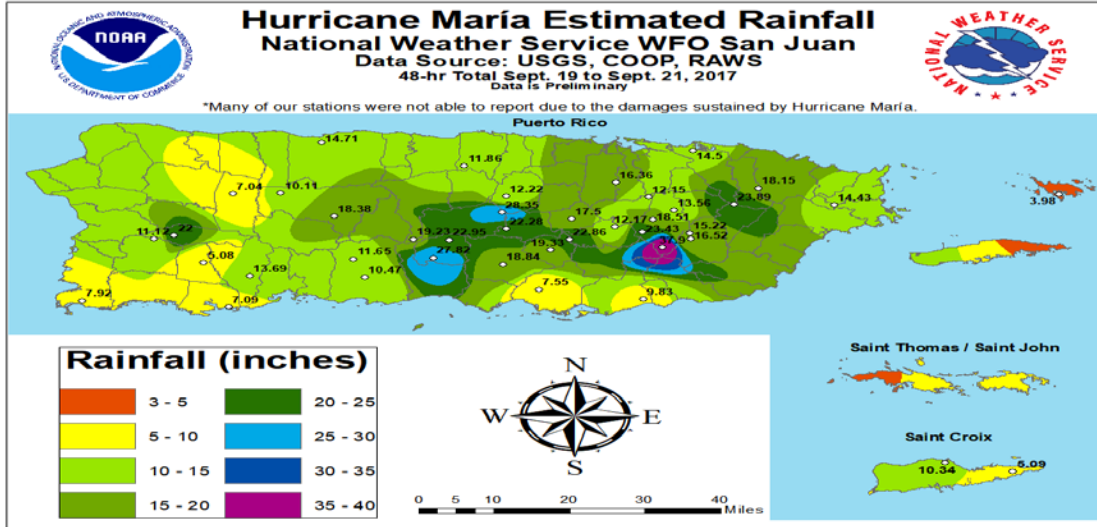 Hurricane María Estimated Rainfall
National Weather Service WFO San Juan
Data Source: USGS, COOP, RAWS
48-hr Total Sept. 19 to Sept. 21, 2017
Data is Preliminary
*Many of our stations were not able to report due to the damages sustained by Hurricane María.
NATIONAL OCEANIC AND ATMOSPHERIC ADMINISTRATION
NOAA
U.S. DEPARTMENT OF COMMERCE
NATIONAL WEATHER SERVICE
Puerto Rico
14.71
11.86
14.5
16.36
18.15
7.04
10.11
12.22
12.15
23.89
14.43
3.98
18.38
28.35
17.5
13.56
12.17
18.51
11.12
22
19.23
22.95
22.28
22.86
23.43
15.22
16.52
19.33
5.08
11.65
27.82
18.84
13.69
10.47
7.92
7.09
7.55
9.83
Rainfall (inches)
3 - 5
20 - 25
5 - 10
25 - 30
10 - 15
30 - 35
15 - 20
35 - 40
N
W
E
S
0 5 10 20 30 40
Miles
Saint Thomas / Saint John
Saint Croix
10.34
5.09